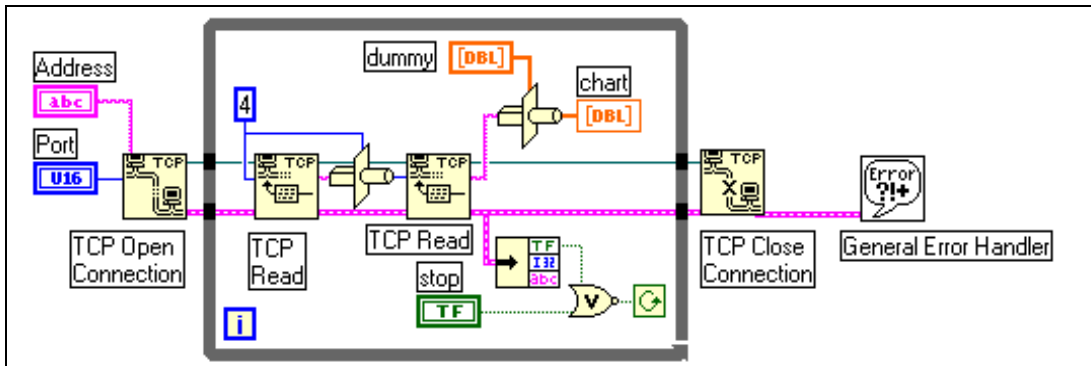 Address
abc
Port
U16
TCP
TCP Open
Connection
4
TCP
TCP
Read
TCP
TCP Read
dummy
[DBL]
chart
[DBL]
stop
TF
TF
I32
abc
V
i
TCP
X
TCP Close
Connection
Error
?!+
General Error Handler